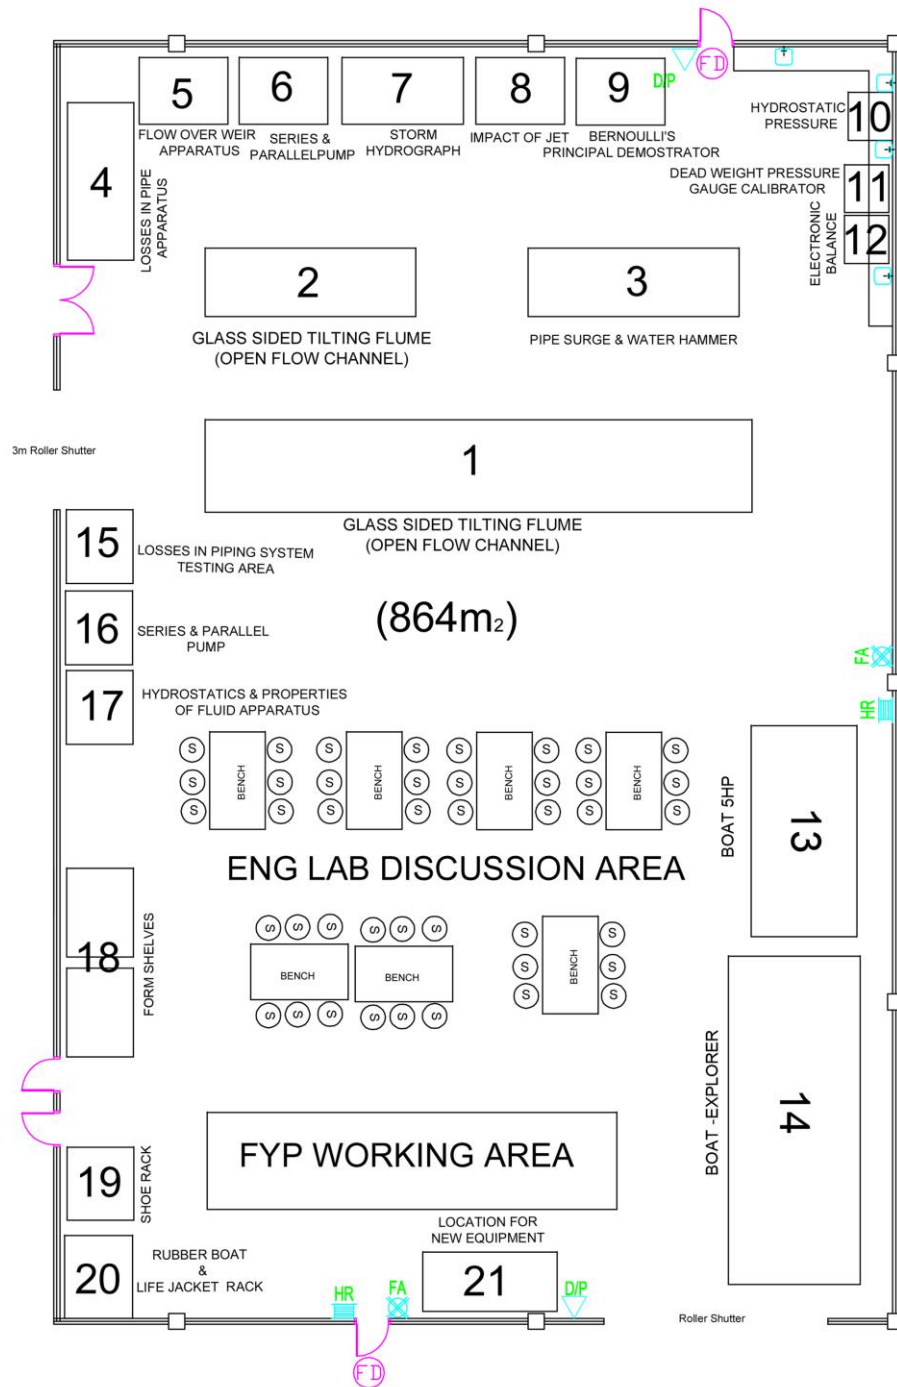 FD
5
6
7
8
9
D/P
FLOW OVER WEIR
APPARATUS
SERIES &
PARALLELPUMP
STORM
HYDROGRAPH
IMPACT OF JET
BERNOULLI'S
PRINCIPAL DEMOSTRATOR
HYDROSTATIC
PRESSURE
10
4
LOSSES IN PIPE
APPARATUS
DEAD WEIGHT PRESSURE
GAUGE CALIBRATOR
11
ELECTRONIC
BALANCE
12
2
GLASS SIDED TILTING FLUME
(OPEN FLOW CHANNEL)
3
PIPE SURGE & WATER HAMMER
3m Roller Shutter
1
GLASS SIDED TILTING FLUME
(OPEN FLOW CHANNEL)
15
LOSSES IN PIPING SYSTEM
TESTING AREA
(864m2)
16
SERIES & PARALLEL
PUMP
FA
17
HYDROSTATICS & PROPERTIES
OF FLUID APPARATUS
HR
S S S S S S S S
S BENCH S S BENCH S S BENCH S S BENCH S
S S S S S S S S
BOAT 5HP
13
ENG LAB DISCUSSION AREA
18
FORM SHELVES
S S S S S S S S
BENCH BENCH S BENCH S
S S S S S S S S
BOAT -EXPLORER
14
FYP WORKING AREA
19
SHOE RACK
LOCATION FOR
NEW EQUIPMENT
20
RUBBER BOAT
&
LIFE JACKET RACK
21
HR
FA
D/P
Roller Shutter
FD